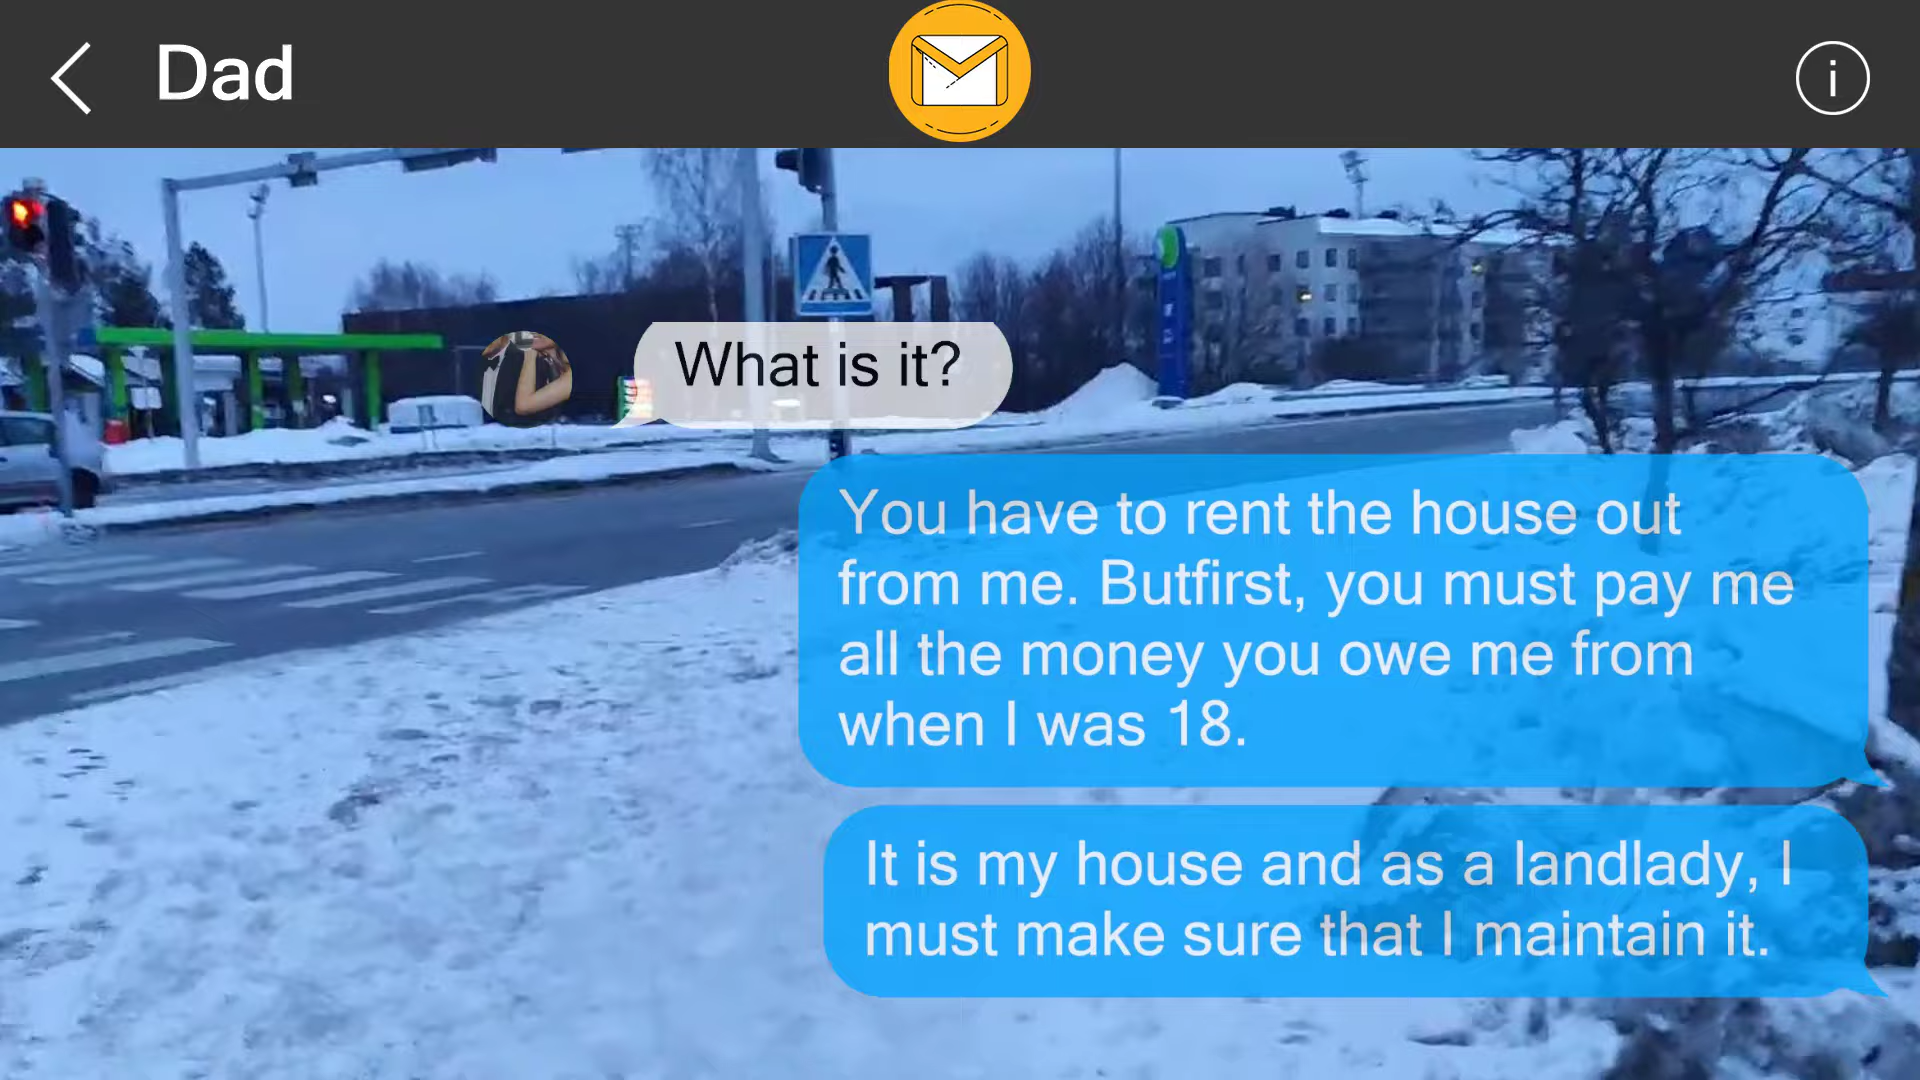 Dad
i
What is it?
You have to rent the house out
from me. Butfirst, you must pay me
all the money you owe me from
when I was 18.
It is my house and as a landlady, I
must make sure that I maintain it.